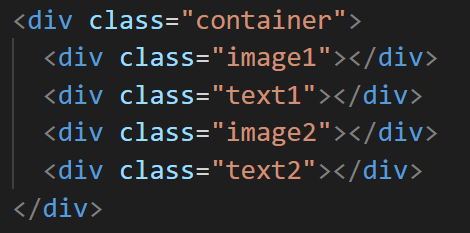 <div class="container">
<div class="image1"></div>
<div class="text1"></div>
<div class="image2"></div>
<div class="text2"></div>
</div>